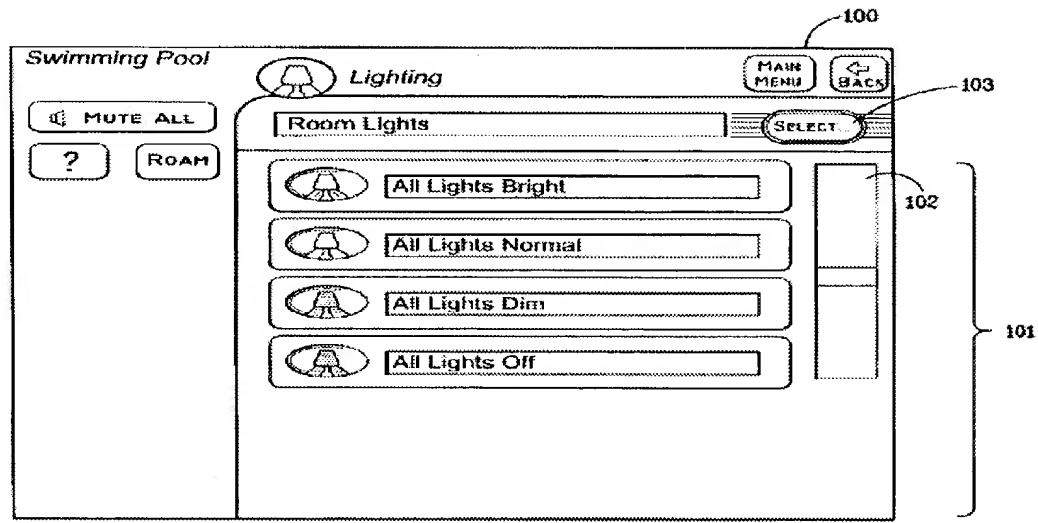 100
Swimming Pool
Lighting
MAIN MENU
BACK
103
MUTE ALL
Room Lights
SELECT...
?
ROAM
All Lights Bright
102
All Lights Normal
All Lights Dim
101
All Lights Off